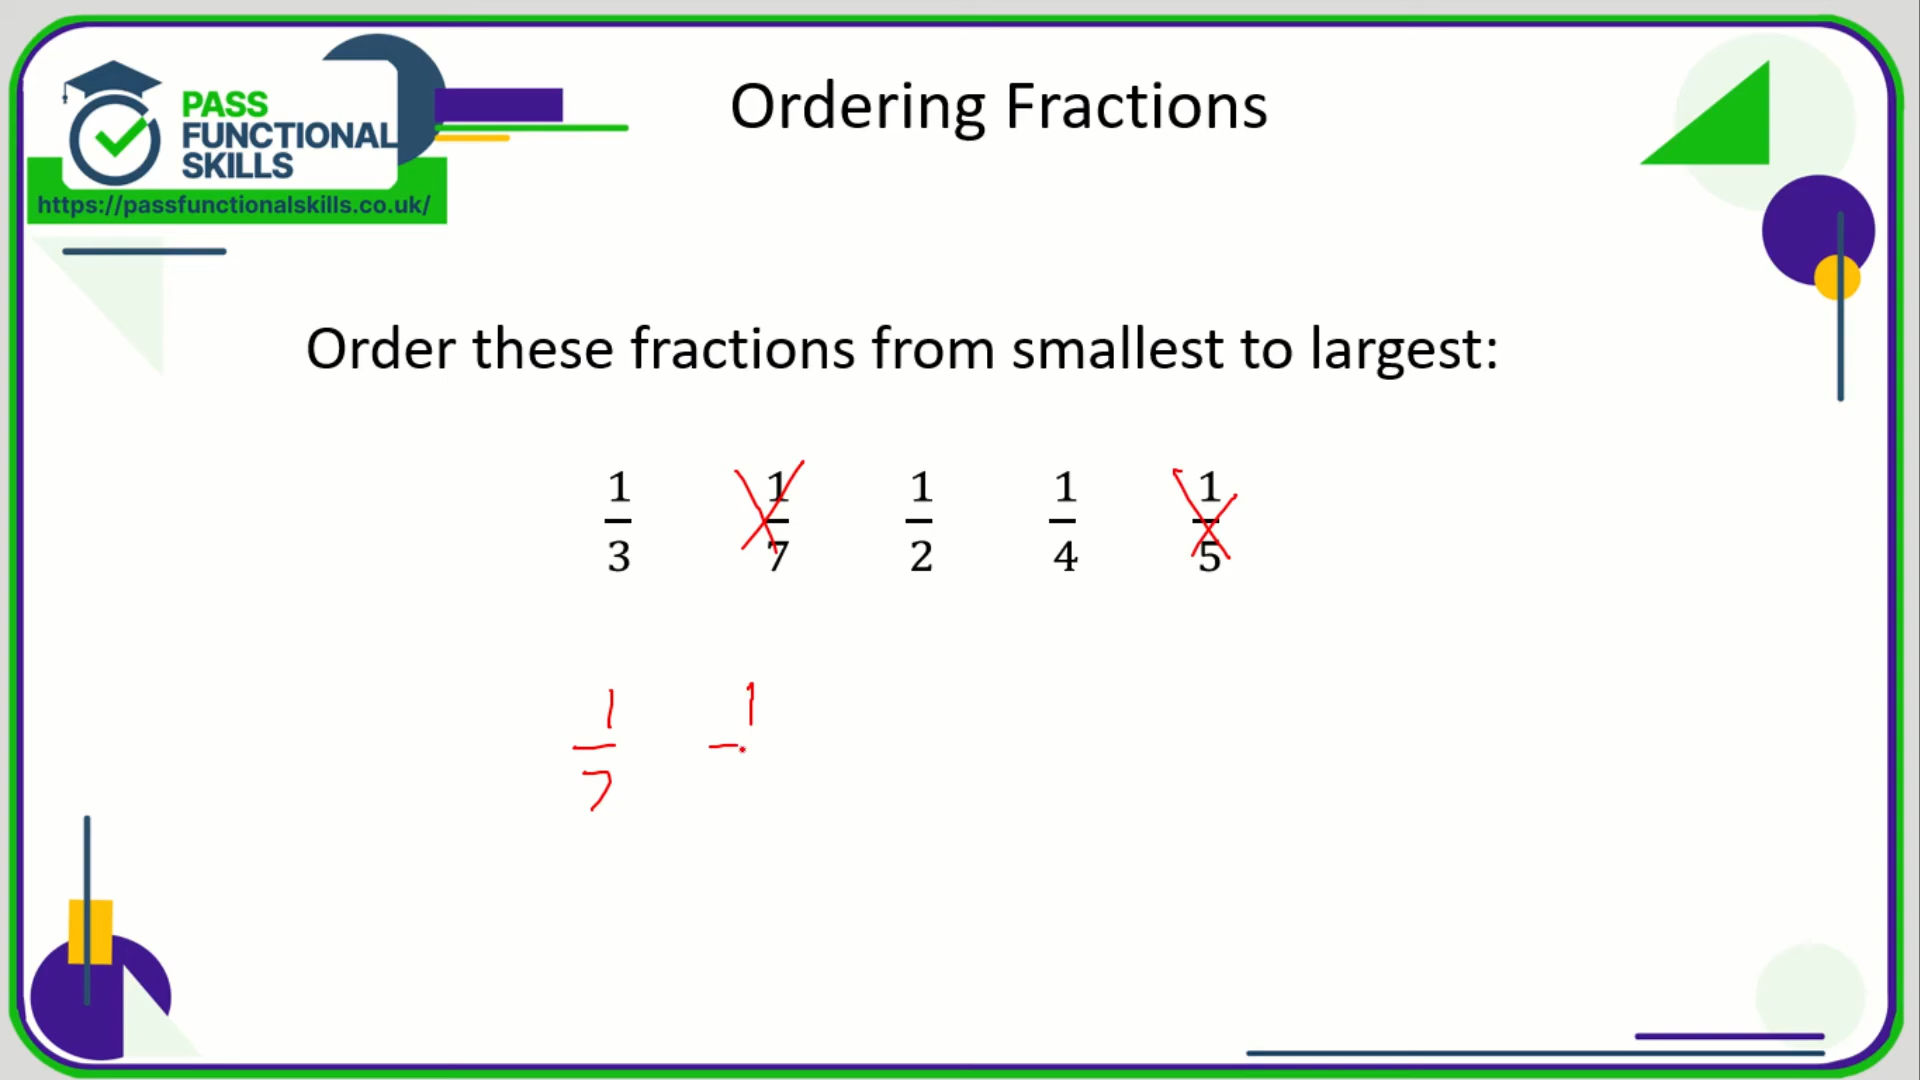 PASS
FUNCTIONAL
SKILLS
https://passfunctionalskills.co.uk/
Ordering Fractions
Order these fractions from smallest to largest:
1/3 1/7 1/2 1/4 1/5
1/7 1